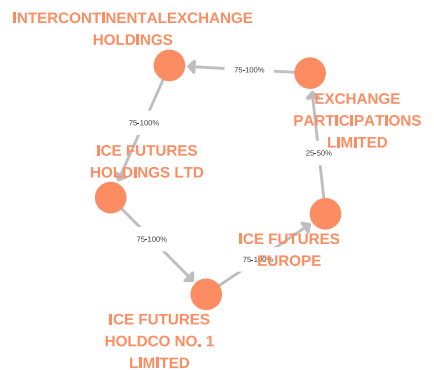 INTERCONTINENTALEXCHANGE
HOLDINGS
75-100%
EXCHANGE
PARTICIPATIONS
LIMITED
75-100%
ICE FUTURES
HOLDINGS LTD
25-50%
75-100%
ICE FUTURES
EUROPE
75-100%
ICE FUTURES
HOLDCO NO. 1
LIMITED